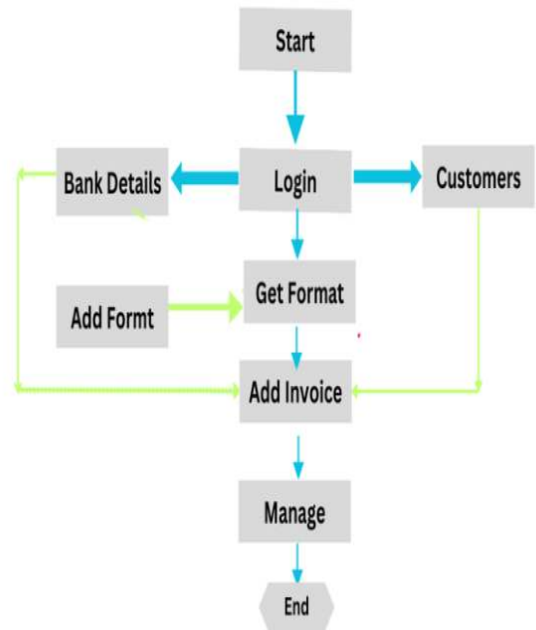 Start
Bank Details
Login
Customers
Get Format
Add Formt
Add Invoice
Manage
End